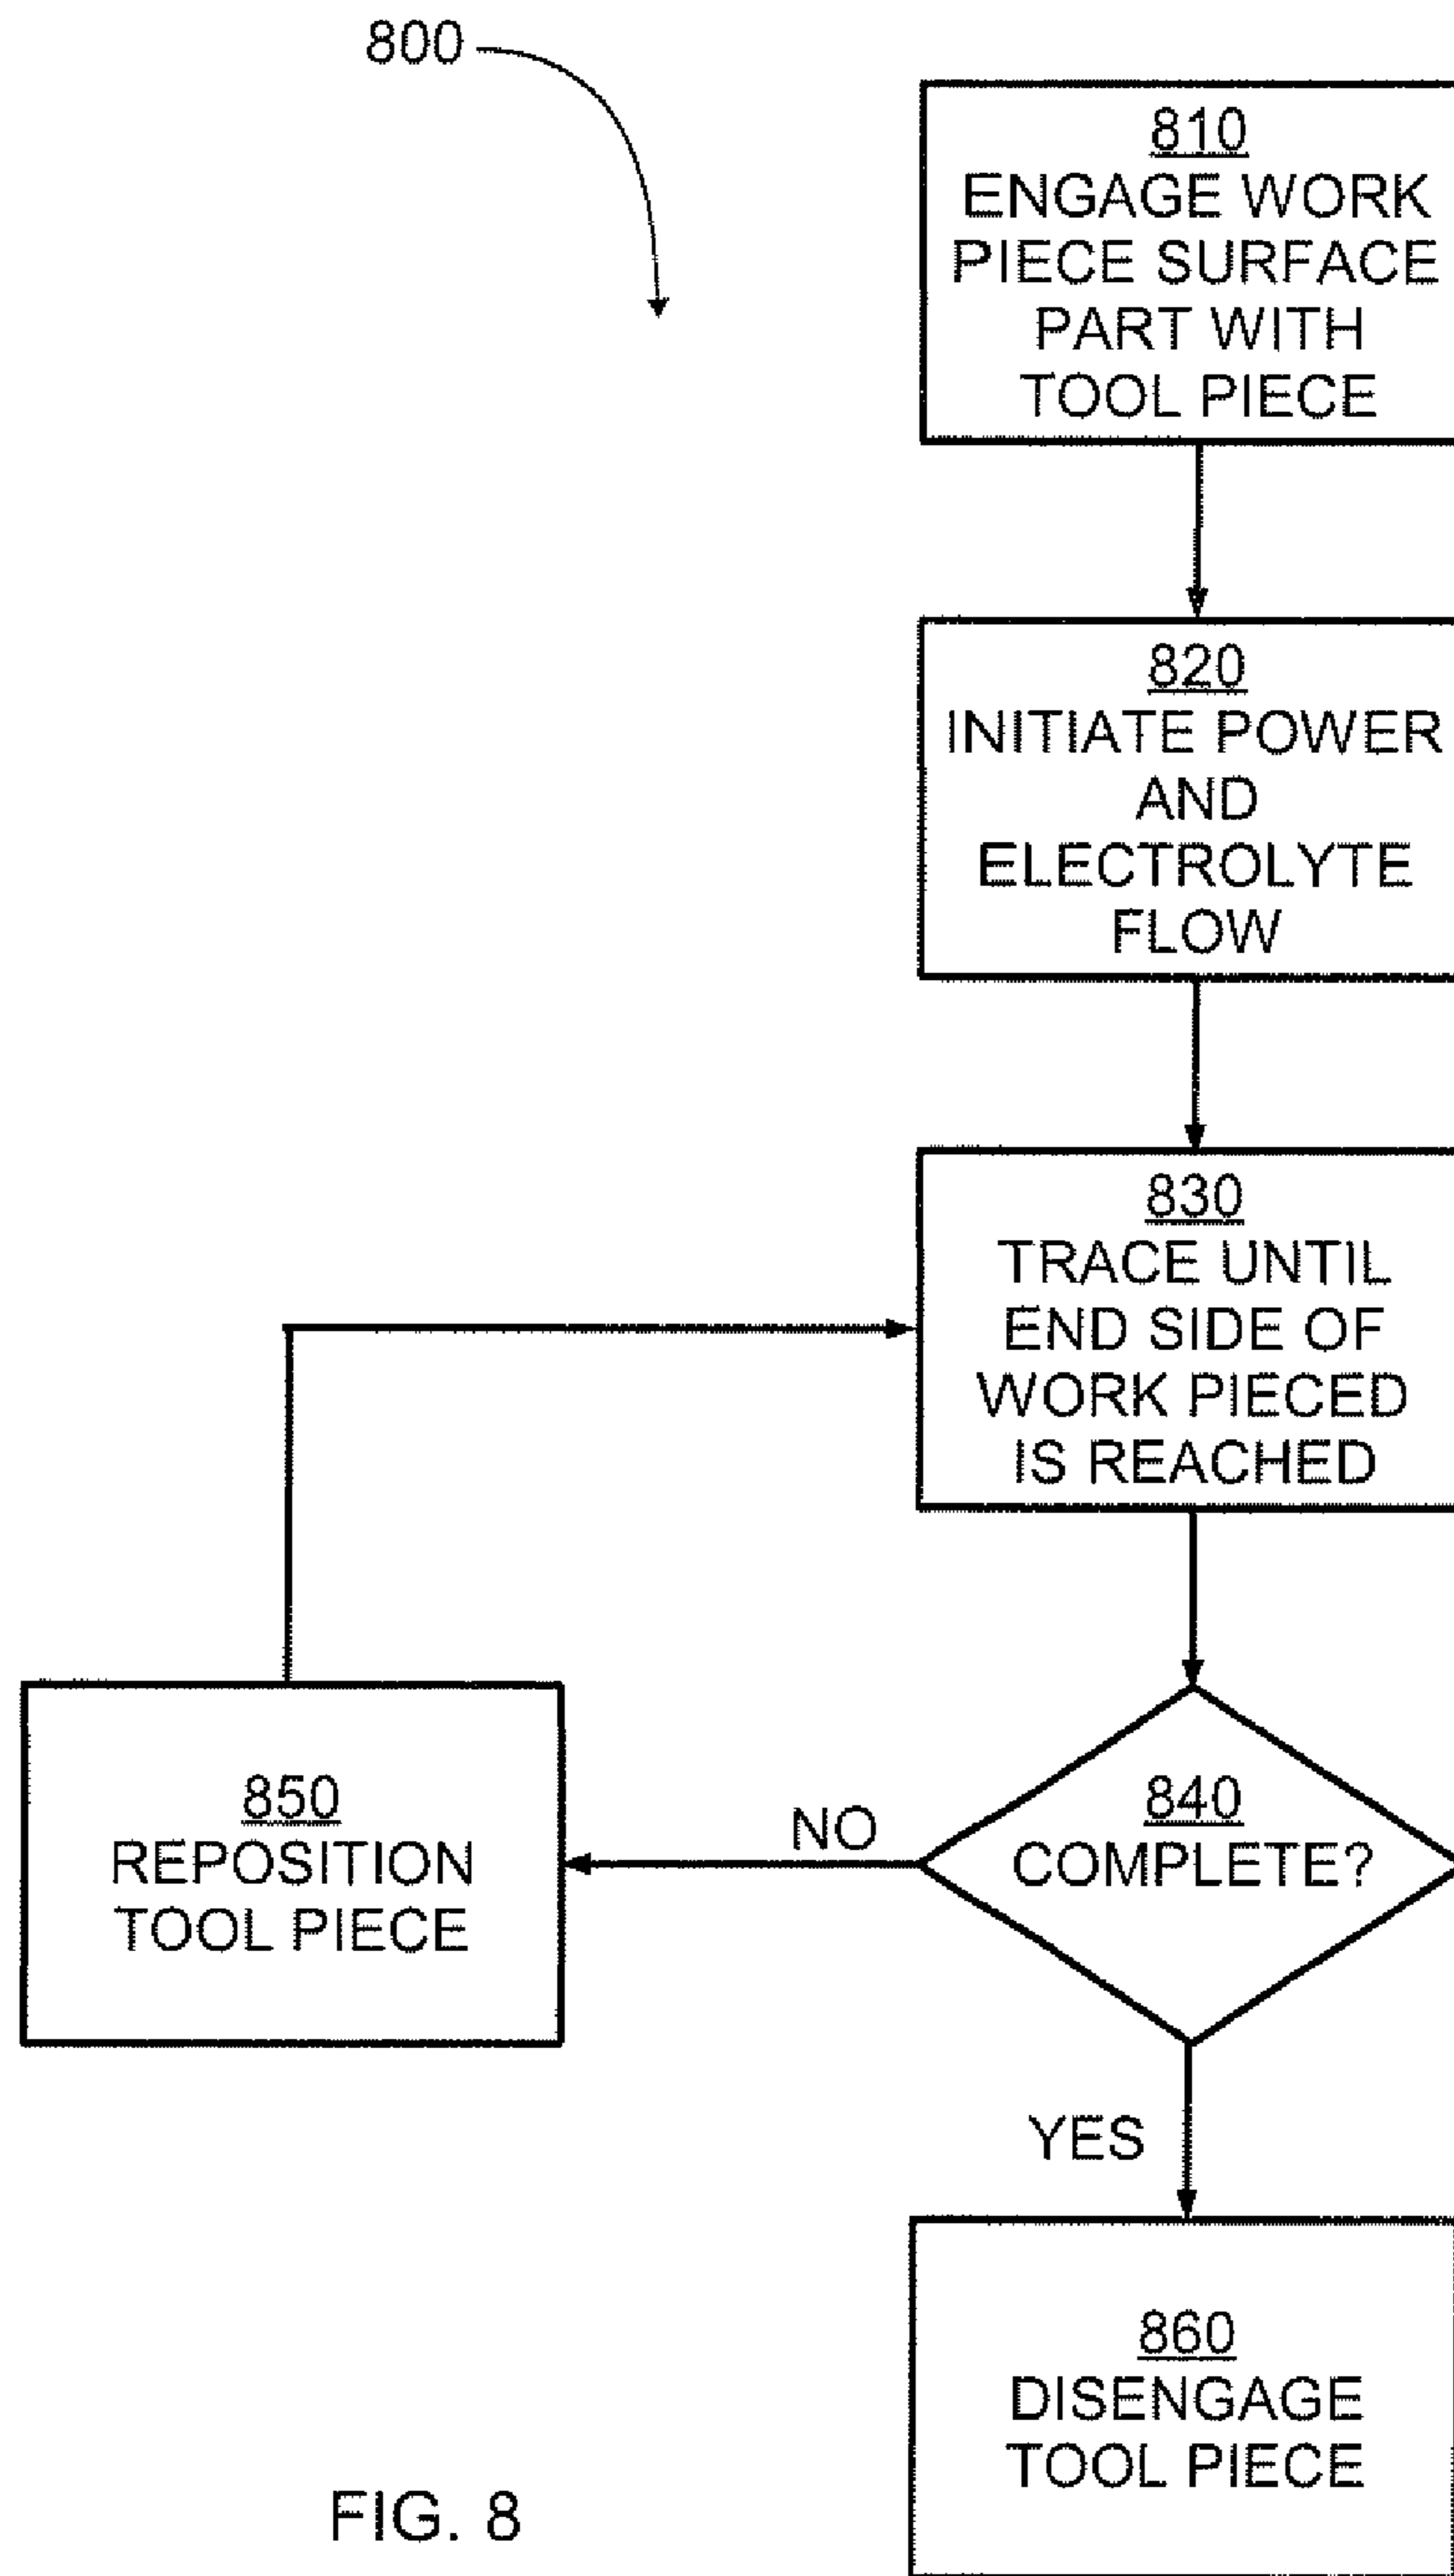 800
810
ENGAGE WORK
PIECE SURFACE
PART WITH
TOOL PIECE
820
INITIATE POWER
AND
ELECTROLYTE
FLOW
830
TRACE UNTIL
END SIDE OF
WORK PIECED
IS REACHED
840
COMPLETE?
NO
850
REPOSITION
TOOL PIECE
YES
860
DISENGAGE
TOOL PIECE
FIG. 8